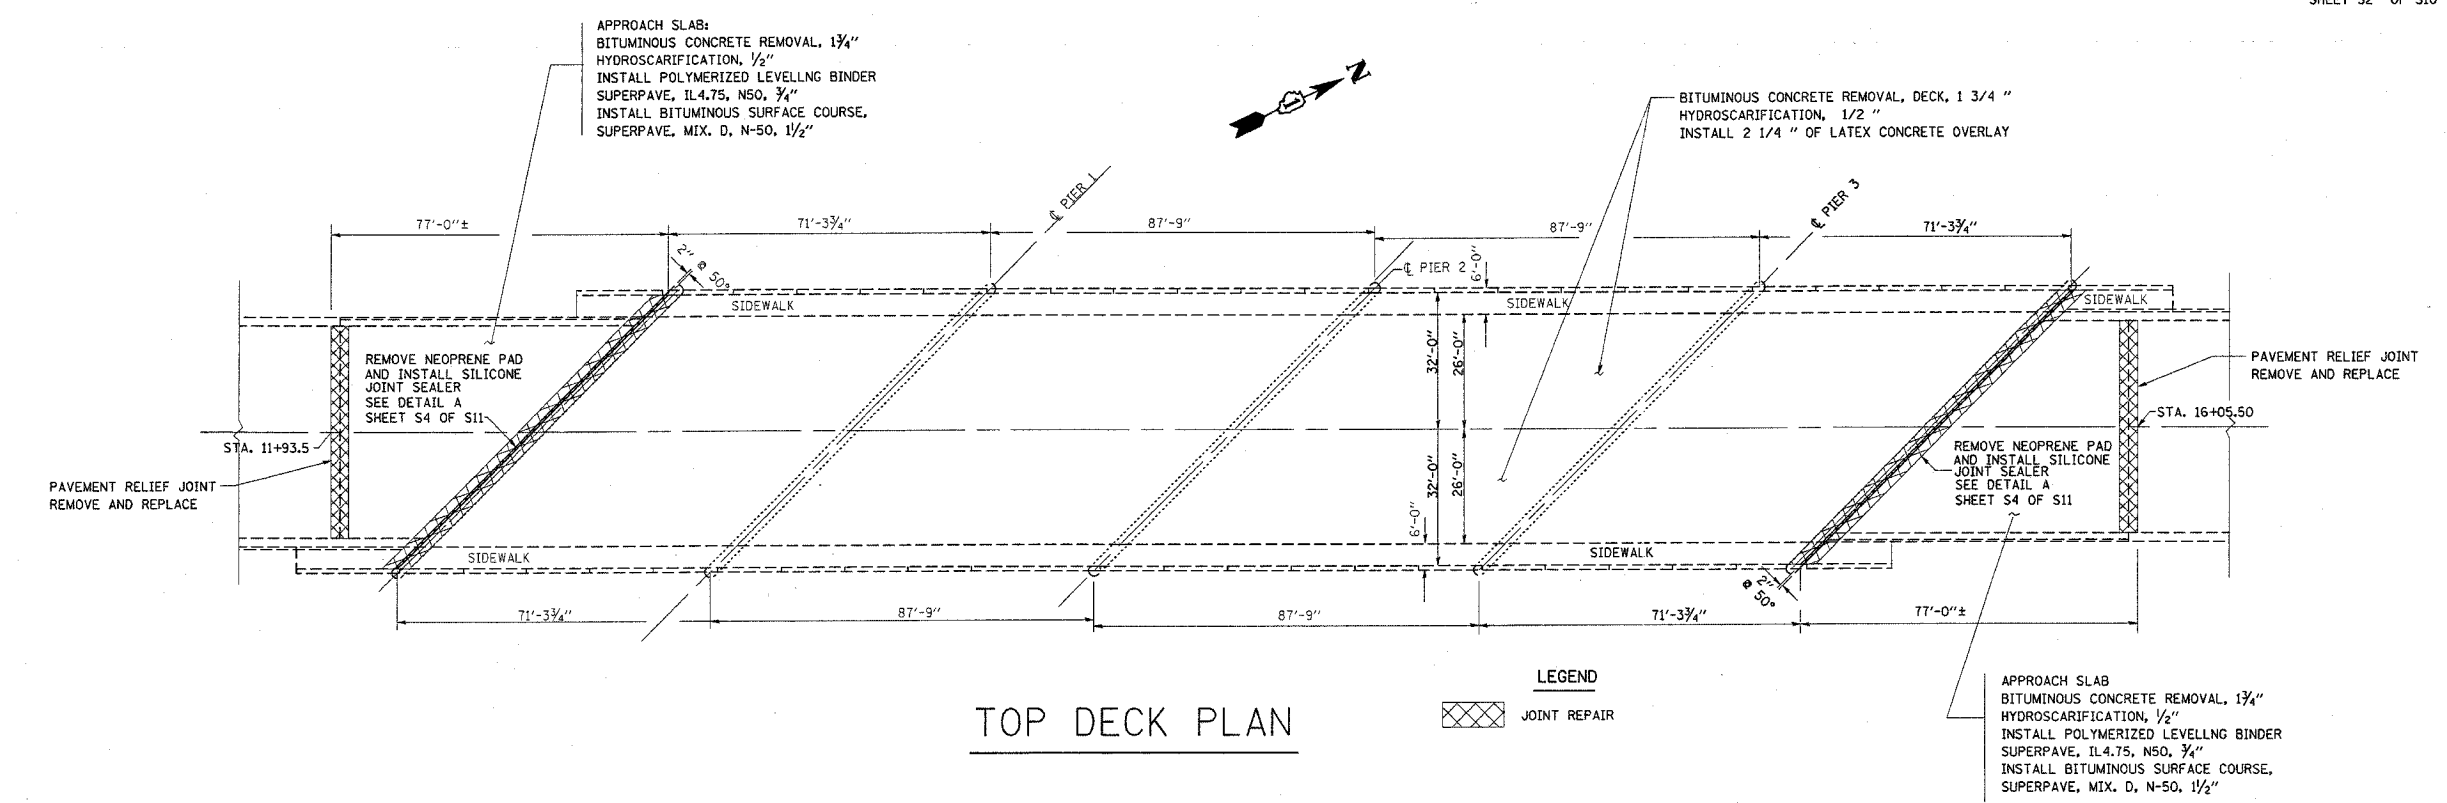 APPROACH SLAB:
BITUMINOUS CONCRETE REMOVAL, 1¾"
HYDROSCARIFICATION, ½"
INSTALL POLYMERIZED LEVELLNG BINDER
SUPERPAVE, IL4.75, N50, ¾"
INSTALL BITUMINOUS SURFACE COURSE,
SUPERPAVE, MIX. D, N-50, 1½"
N
BITUMINOUS CONCRETE REMOVAL, DECK, 1 3/4 "
HYDROSCARIFICATION, 1/2 "
INSTALL 2 1/4 " OF LATEX CONCRETE OVERLAY
℄ PIER 1
℄ PIER 3
77'-0"±
71'-3¾"
87'-9"
87'-9"
71'-3¾"
2" @ 50°
℄ PIER 2
6'-0"
SIDEWALK
SIDEWALK
SIDEWALK
REMOVE NEOPRENE PAD
AND INSTALL SILICONE
JOINT SEALER
SEE DETAIL A
SHEET S4 OF S11
32'-0"
26'-0"
PAVEMENT RELIEF JOINT
REMOVE AND REPLACE
STA. 16+05.50
STA. 11+93.5
PAVEMENT RELIEF JOINT
REMOVE AND REPLACE
32'-0"
26'-0"
REMOVE NEOPRENE PAD
AND INSTALL SILICONE
JOINT SEALER
SEE DETAIL A
SHEET S4 OF S11
6'-0"
SIDEWALK
SIDEWALK
2"
@ 50°
71'-3¾"
87'-9"
87'-9"
71'-3¾"
77'-0"±
TOP DECK PLAN
LEGEND
JOINT REPAIR
APPROACH SLAB
BITUMINOUS CONCRETE REMOVAL, 1¾"
HYDROSCARIFICATION, ½"
INSTALL POLYMERIZED LEVELLNG BINDER
SUPERPAVE, IL4.75, N50, ¾"
INSTALL BITUMINOUS SURFACE COURSE,
SUPERPAVE, MIX. D, N-50, 1½"